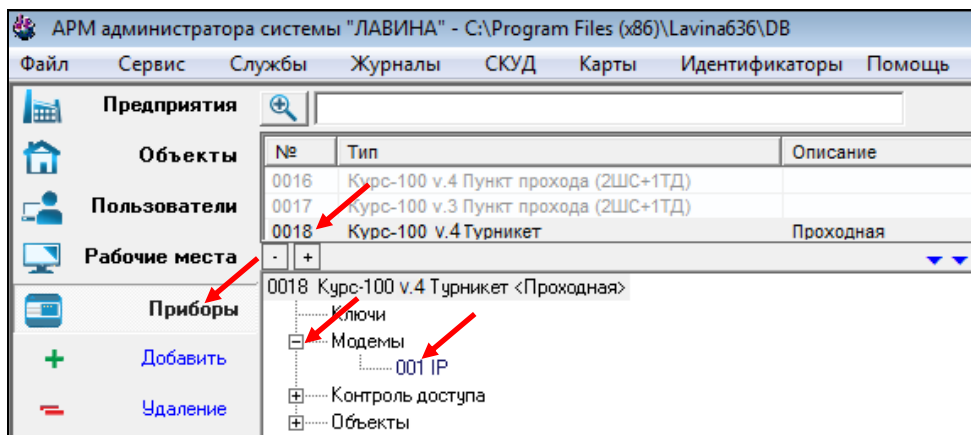 АРМ администратора системы "ЛАВИНА" - C:\Program Files (x86)\Lavina636\DB
Файл Сервис Службы Журналы СКУД Карты Идентификаторы Помощь
Предприятия
Объекты
Пользователи
Рабочие места
Приборы
Добавить
Удаление
№ Тип Описание
0016 Курс-100 v.4 Пункт прохода (2ШС+1ТД)
0017 Курс-100 v.3 Пункт прохода (2ШС+1ТД)
0018 Курс-100 v.4 Турникет Проходная
- +
0018 Курс-100 v.4 Турникет <Проходная>
Ключи
Модемы
001 IP
Контроль доступа
Объекты